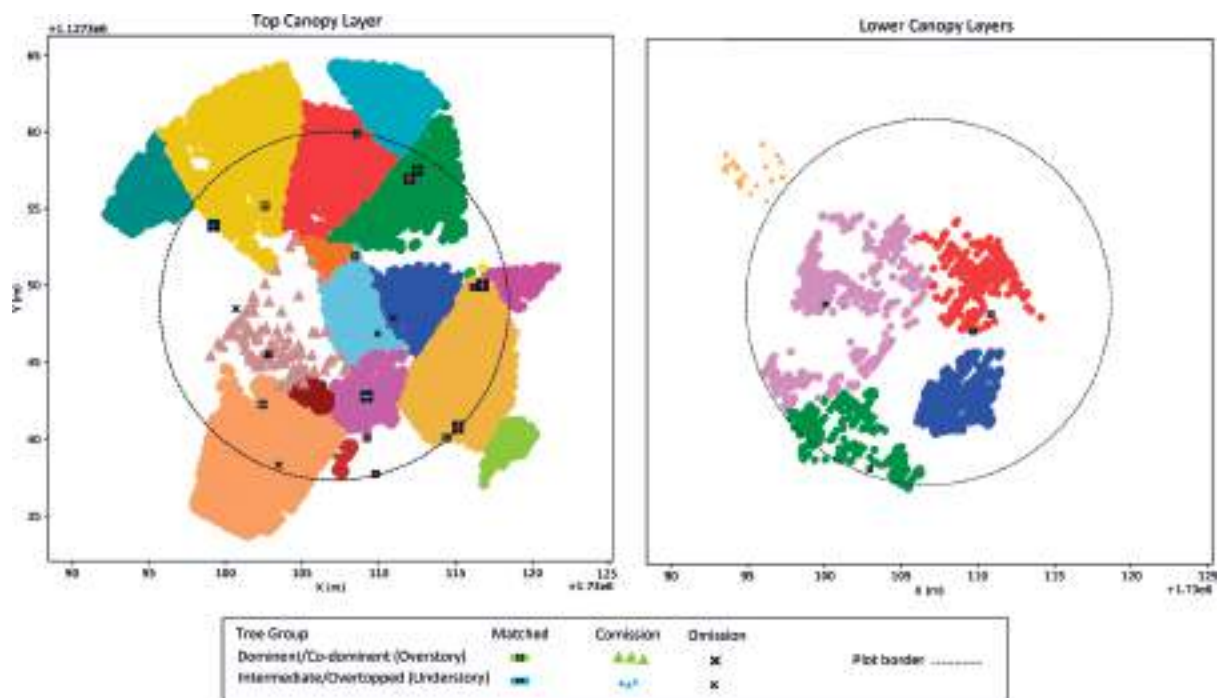 Top Canopy Layer
Lower Canopy Layers
+1.1273e6
65
60
55
50
45
40
35
Y (m)
90 95 100 105 110 115 120 125
X (m)
+1.73e6
90 95 100 105 110 115 120 125
X (m)
+1.73e6
Tree Group Matched Comission Omission
Dominent/Co-dominent (Overstory)
Plot border
Intermediate/Overtopped (Understory)